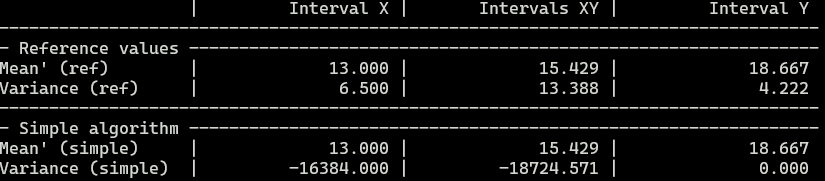 | Interval X | Intervals XY | Interval Y
- Reference values
Mean' (ref) | 13.000 | 15.429 | 18.667
Variance (ref) | 6.500 | 13.388 | 4.222
- Simple algorithm
Mean' (simple) | 13.000 | 15.429 | 18.667
Variance (simple) | -16384.000 | -18724.571 | 0.000